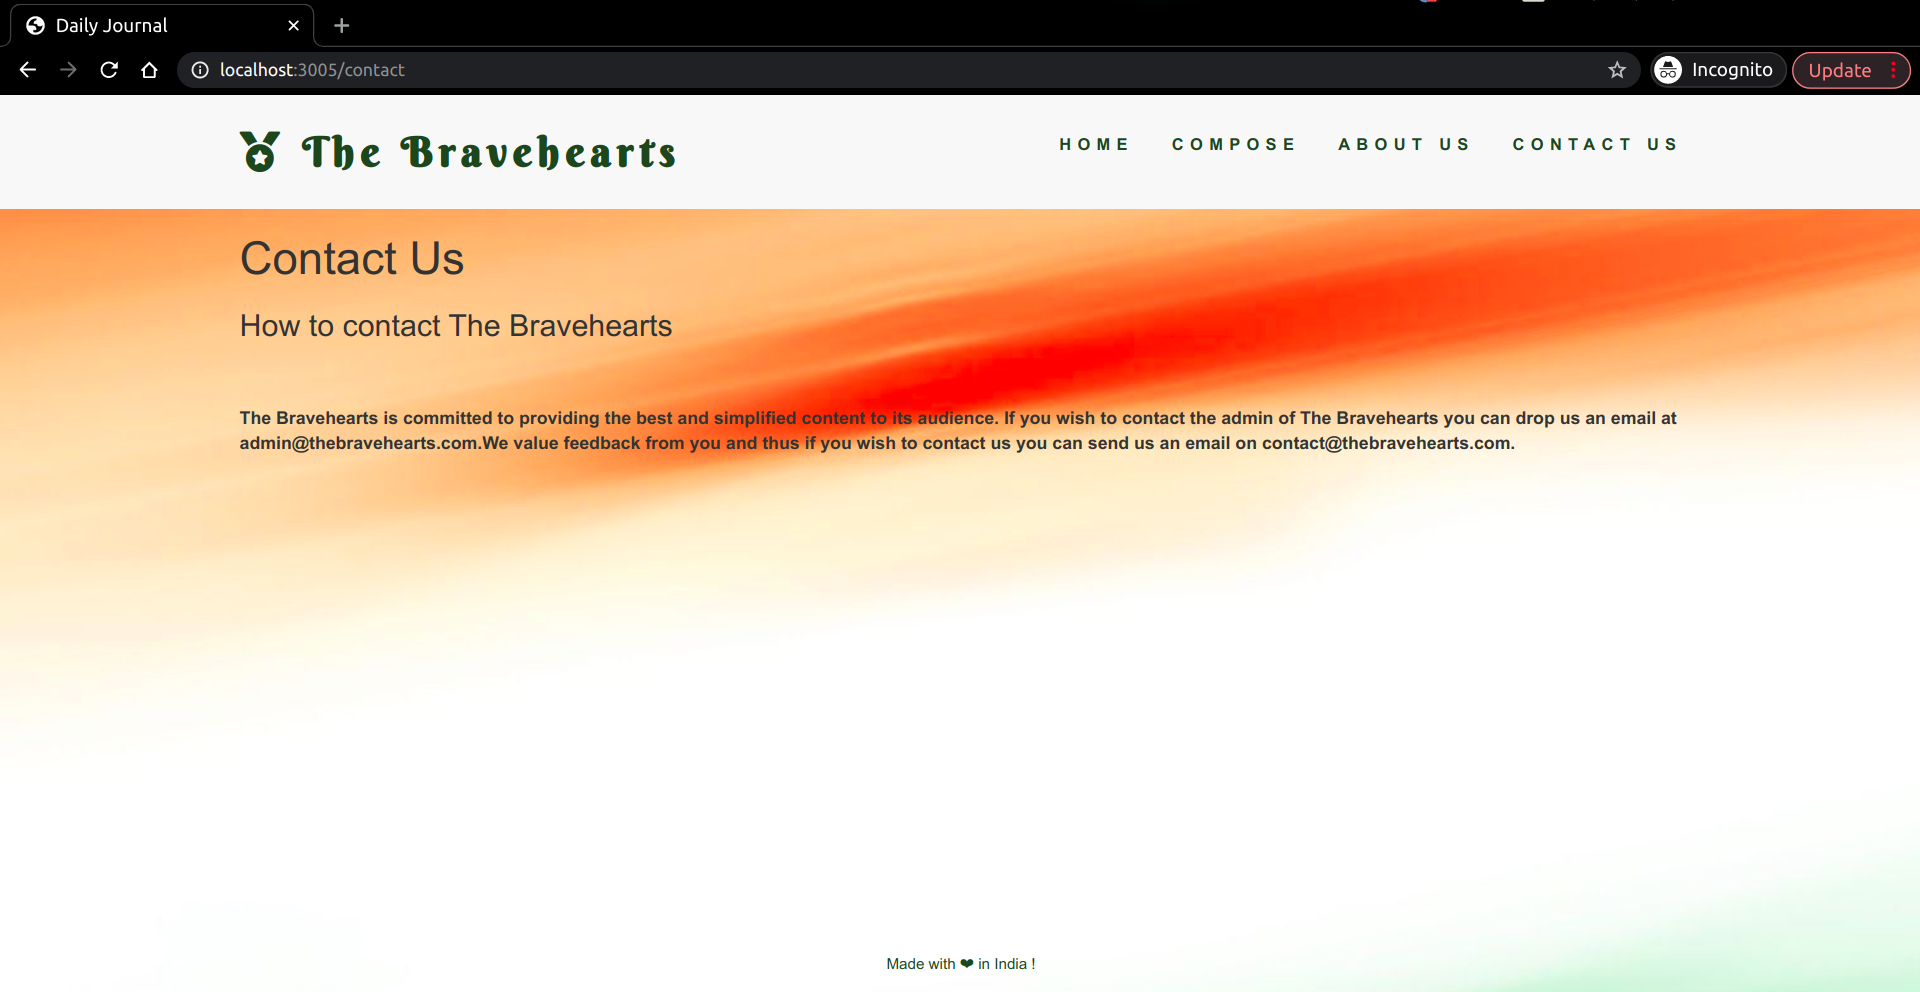 Daily Journal
localhost:3005/contact
Incognito
Update
The Bravehearts
HOME COMPOSE ABOUT US CONTACT US
Contact Us
How to contact The Bravehearts
The Bravehearts is committed to providing the best and simplified content to its audience. If you wish to contact the admin of The Bravehearts you can drop us an email at
admin@thebravehearts.com.We value feedback from you and thus if you wish to contact us you can send us an email on contact@thebravehearts.com.
Made with ❤ in India !